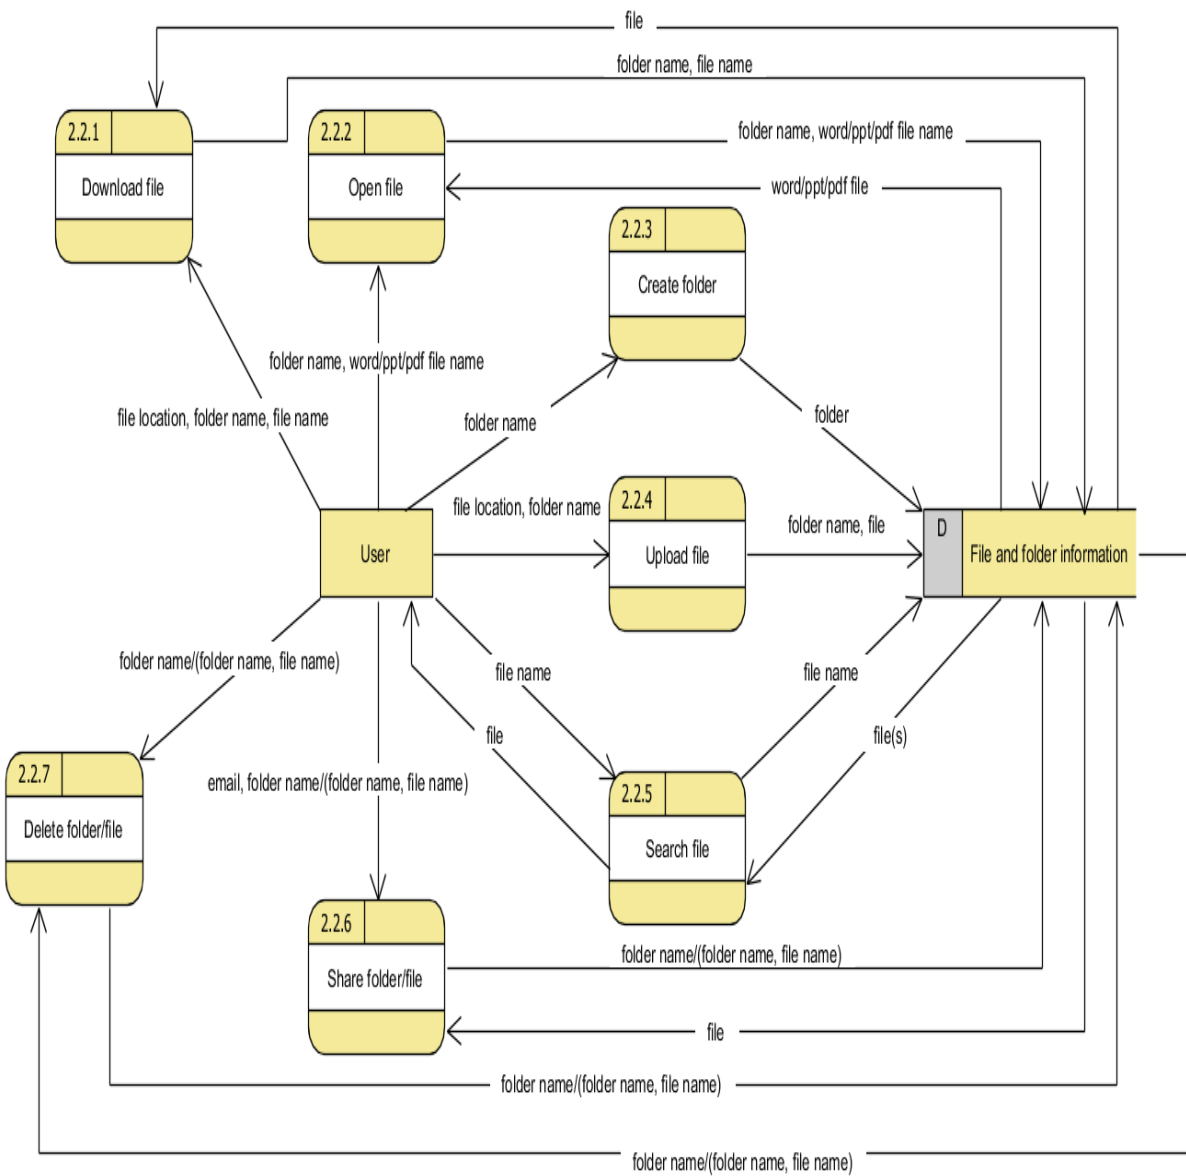 file
folder name, file name
2.2.1
Download file
2.2.2
Open file
folder name, word/ppt/pdf file name
word/ppt/pdf file
2.2.3
Create folder
folder name, word/ppt/pdf file name
file location, folder name, file name
folder name
folder
file location, folder name
2.2.4
Upload file
folder name, file
User
D
File and folder information
folder name/(folder name, file name)
file name
file
file name
file(s)
2.2.7
Delete folder/file
email, folder name/(folder name, file name)
2.2.5
Search file
2.2.6
Share folder/file
folder name/(folder name, file name)
file
folder name/(folder name, file name)
folder name/(folder name, file name)